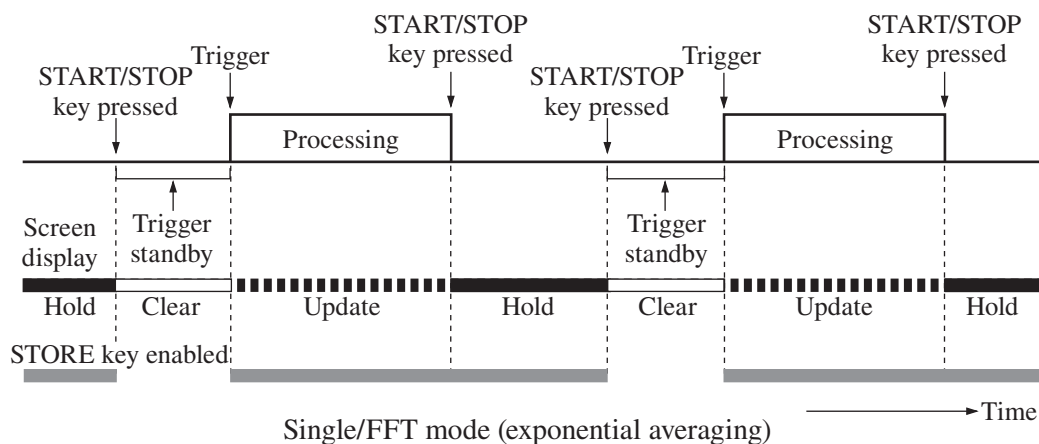 START/STOP
key pressed
Trigger
START/STOP
key pressed
START/STOP
key pressed
Trigger
START/STOP
key pressed
Processing
Processing
Trigger
standby
Trigger
standby
Screen
display
Hold
Clear
Update
Hold
Clear
Update
Hold
STORE key enabled
Time
Single/FFT mode (exponential averaging)